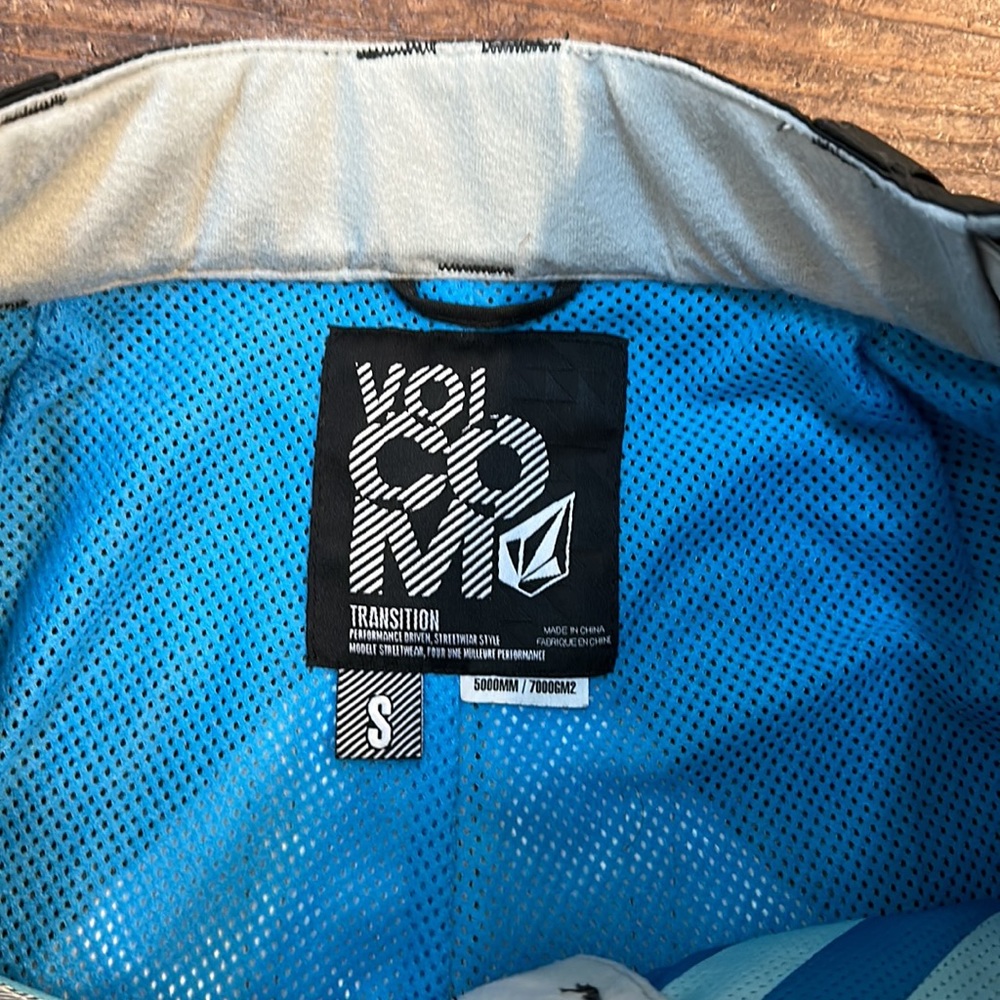 VOL
CO
M
TRANSITION
PERFORMANCE DRIVEN, STREETWEAR STYLE
MODELE STREETWEAR, POUR UNE MEILLEURE PERFORMANCE
MADE IN CHINA
FABRIQUE EN CHINE
S
5000MM / 7000GM2